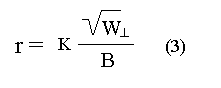 r = K √W⊥ / B (3)